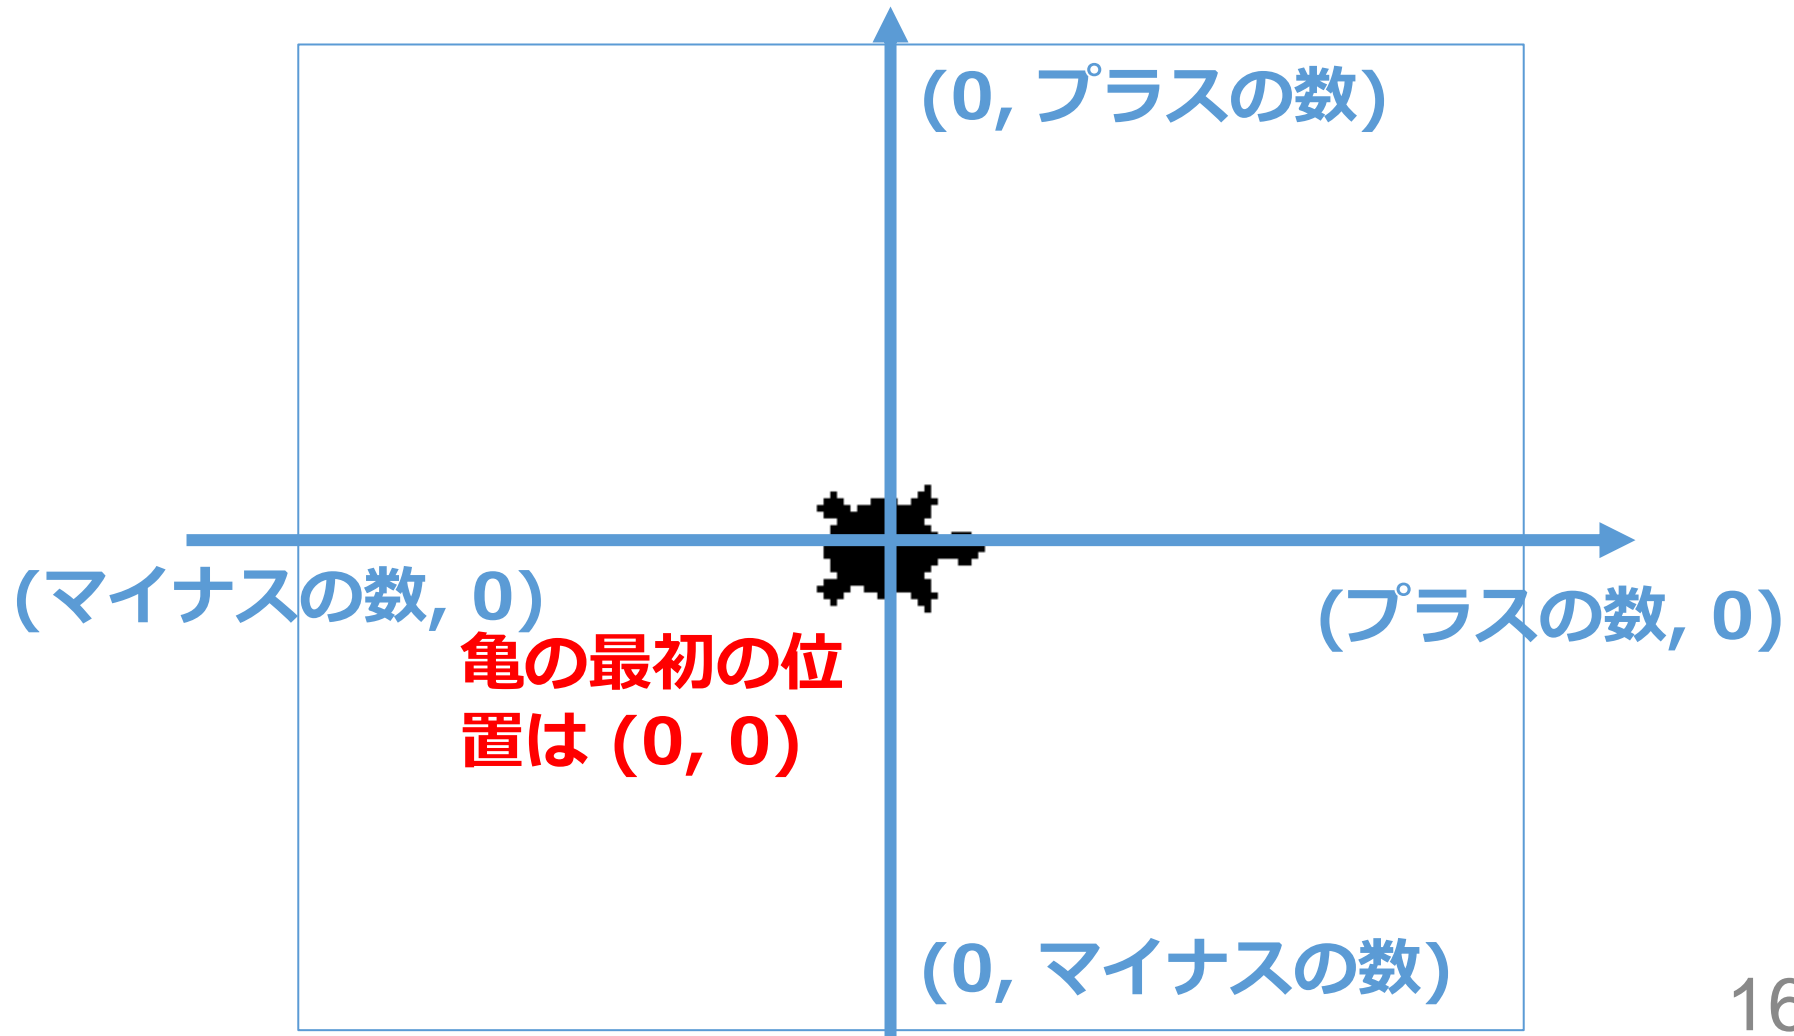 (0, プラスの数)
(マイナスの数, 0)
(プラスの数, 0)
亀の最初の位
置は (0, 0)
(0, マイナスの数)
16